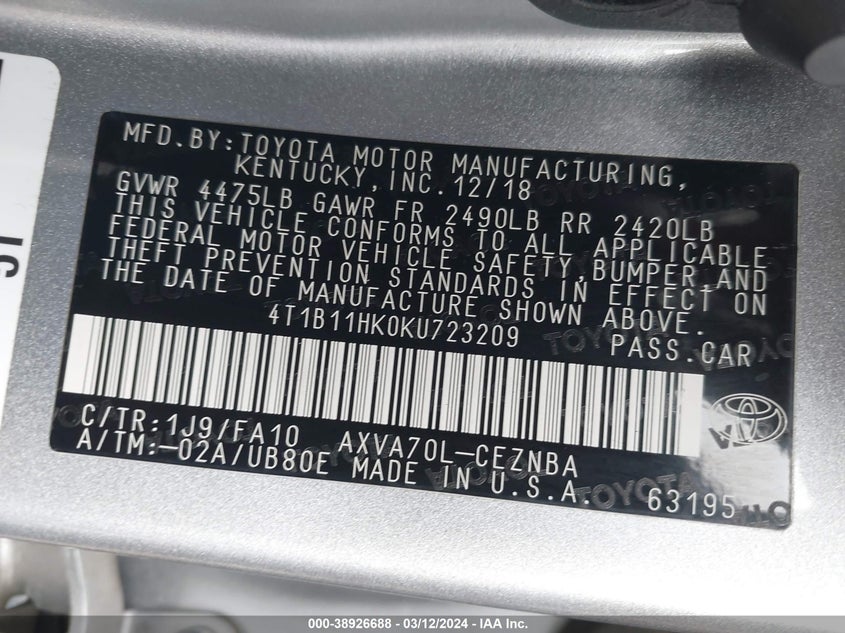 MFD.BY:TOYOTA MOTOR MANUFACTURING,
KENTUCKY,INC.12/18
GVWR 4475LB GAWR FR 2490LB RR 2420LB
THIS VEHICLE CONFORMS TO ALL APPLICABLE
FEDERAL MOTOR VEHICLE SAFETY,BUMPER,AND
THEFT PREVENTION STANDARDS IN EFFECT ON
THE DATE OF MANUFACTURE SHOWN ABOVE.
4T1B11HK0KU723209
PASS.CAR
C/TR:1J9/FA10 AXVA70L-CEZNBA
A/TM:-02A/UB80E MADE IN U.S.A.
63195
000-38926688 - 03/12/2024 - IAA Inc.